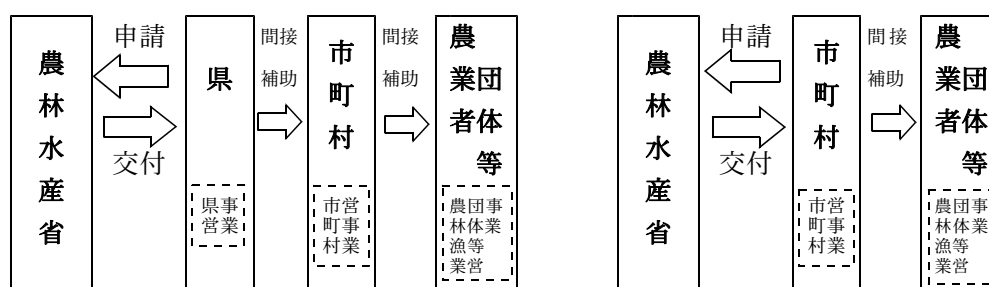 農林水産省
申請
交付
県
県営
事業
間接
補助
市町村
市町村
営事業
間接
補助
農業者
団体等
農林漁業
団体等営
事業
農林水産省
申請
交付
市町村
市町村
営事業
間接
補助
農業者
団体等
農林漁業
団体等営
事業